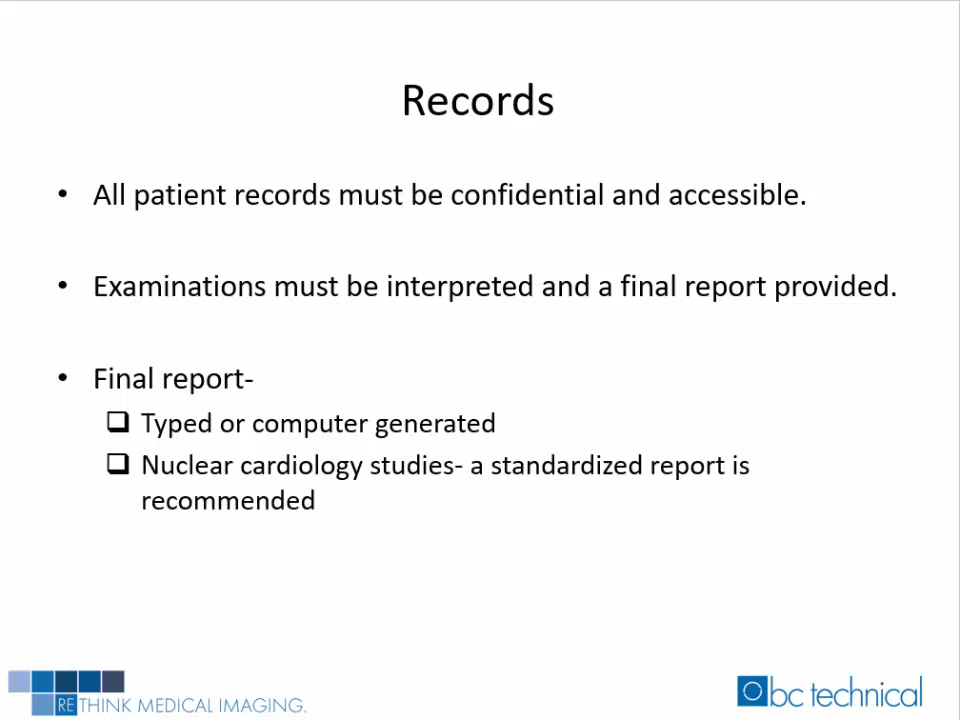 Records
• All patient records must be confidential and accessible.
• Examinations must be interpreted and a final report provided.
• Final report-
❑ Typed or computer generated
❑ Nuclear cardiology studies- a standardized report is
recommended
RETHINK MEDICAL IMAGING.
bc technical